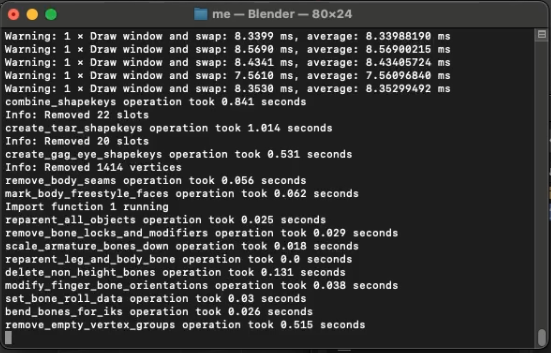 me — Blender — 80×24
Warning: 1 × Draw window and swap: 8.3399 ms, average: 8.33988190 ms
Warning: 1 × Draw window and swap: 8.5690 ms, average: 8.56900215 ms
Warning: 1 × Draw window and swap: 8.4341 ms, average: 8.43405724 ms
Warning: 1 × Draw window and swap: 7.5610 ms, average: 7.56096840 ms
Warning: 1 × Draw window and swap: 8.3530 ms, average: 8.35299492 ms
combine_shapekeys operation took 0.841 seconds
Info: Removed 22 slots
create_tear_shapekeys operation took 1.014 seconds
Info: Removed 20 slots
create_gag_eye_shapekeys operation took 0.531 seconds
Info: Removed 1414 vertices
remove_body_seams operation took 0.056 seconds
mark_body_freestyle_faces operation took 0.062 seconds
Import function 1 running
reparent_all_objects operation took 0.025 seconds
remove_bone_locks_and_modifiers operation took 0.029 seconds
scale_armature_bones_down operation took 0.018 seconds
reparent_leg_and_body_bone operation took 0.0 seconds
delete_non_height_bones operation took 0.131 seconds
modify_finger_bone_orientations operation took 0.038 seconds
set_bone_roll_data operation took 0.03 seconds
bend_bones_for_iks operation took 0.026 seconds
remove_empty_vertex_groups operation took 0.515 seconds